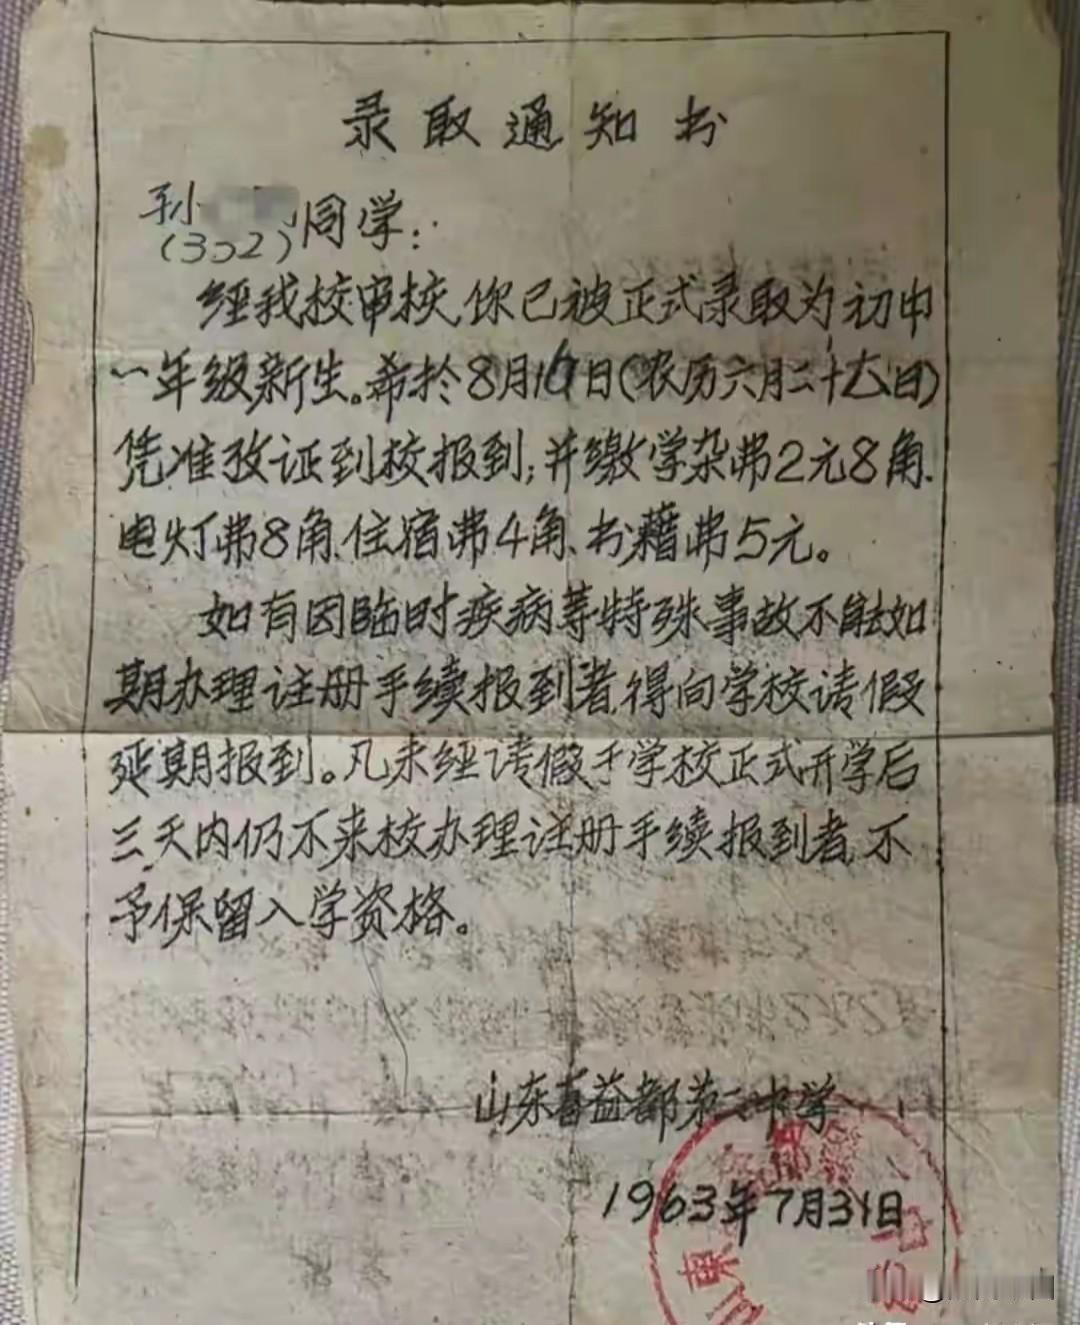 录取通知书
孙 同学:
(302)
经我校审核,你已被正式录取为初中
一年级新生。希於8月16日(农历六月二十七日)
凭准考证到校报到;并缴学杂费2元8角、
电灯费8角、住宿费4角、书藉费5元。
如有因临时疾病等特殊事故不能如
期办理注册手续报到者,得向学校请假
延期报到。凡未经请假于学校正式开学后
三天内仍不来校办理注册手续报到者,不
予保留入学资格。
山东省益都第二中学
1963年7月31日
山東